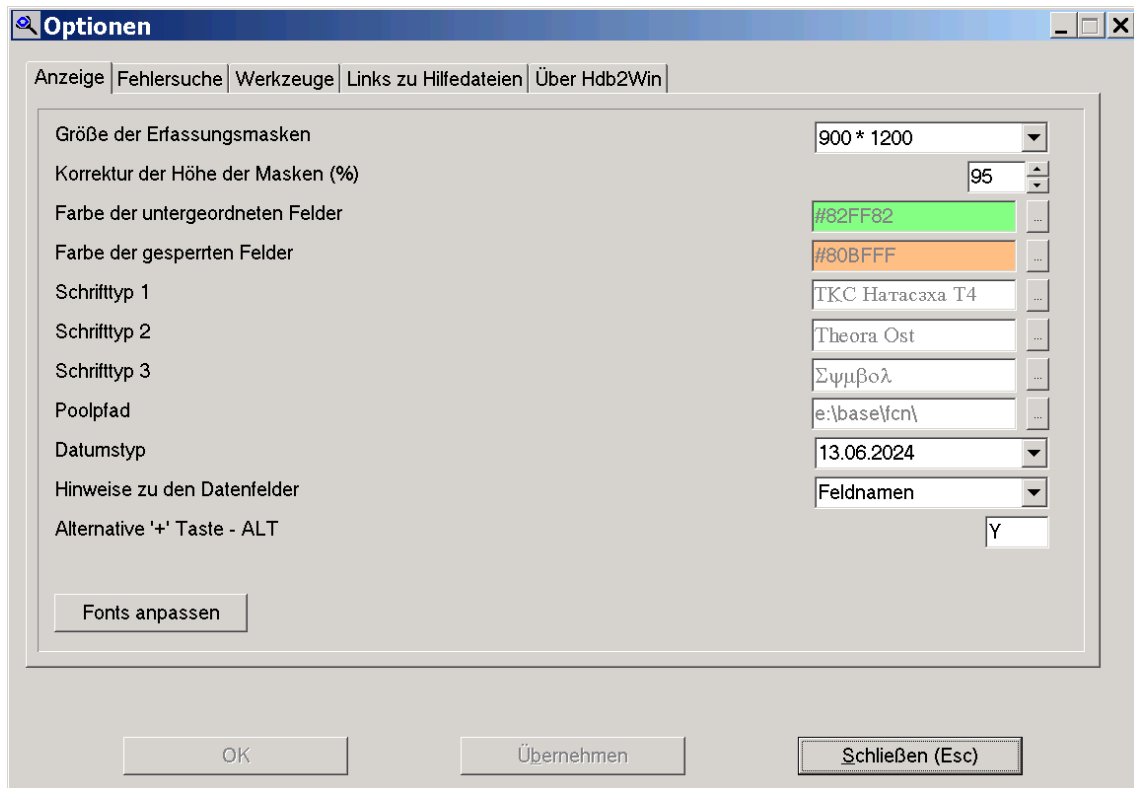 Optionen
Anzeige Fehlersuche Werkzeuge Links zu Hilfedateien Über Hdb2Win
Größe der Erfassungsmasken 900 * 1200
Korrektur der Höhe der Masken (%) 95
Farbe der untergeordneten Felder #82FF82 ...
Farbe der gesperrten Felder #80BFFF ...
Schrifttyp 1 ТКС Натасзха Т4 ...
Schrifttyp 2 Theora Ost ...
Schrifttyp 3 Σψμβολ ...
Poolpfad e:\base\fcn\ ...
Datumstyp 13.06.2024
Hinweise zu den Datenfelder Feldnamen
Alternative '+' Taste - ALT Y
Fonts anpassen
OK Übernehmen Schließen (Esc)